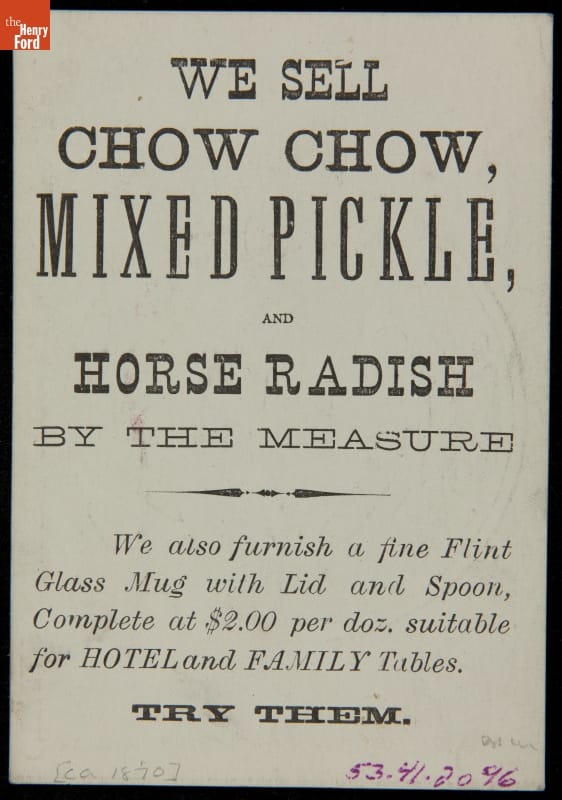 the
Henry
Ford
WE SELL
CHOW CHOW,
MIXED PICKLE,
AND
HORSE RADISH
BY THE MEASURE
We also furnish a fine Flint
Glass Mug with Lid and Spoon,
Complete at $2.00 per doz. suitable
for HOTEL and FAMILY Tables.
TRY THEM.
[ca 1870]
53.41.2096